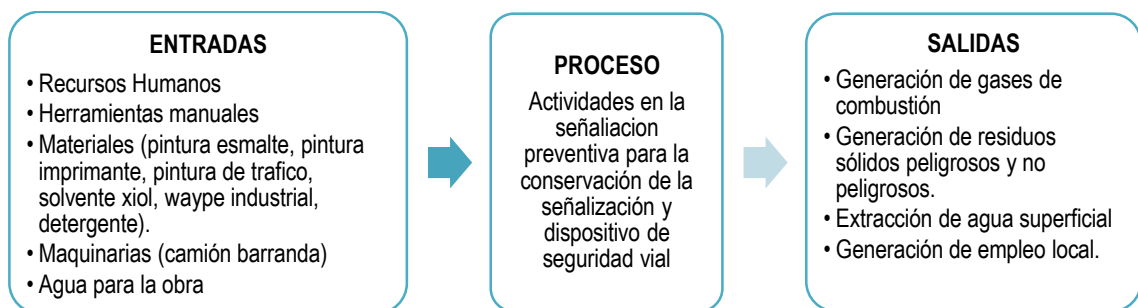 ENTRADAS
• Recursos Humanos
• Herramientas manuales
• Materiales (pintura esmalte, pintura
imprimante, pintura de trafico,
solvente xiol, waype industrial,
detergente).
• Maquinarias (camión barranda)
• Agua para la obra
PROCESO
Actividades en la
señaliacion
preventiva para la
conservación de la
señalización y
dispositivo de
seguridad vial
SALIDAS
• Generación de gases de
combustión
• Generación de residuos
sólidos peligrosos y no
peligrosos.
• Extracción de agua superficial
• Generación de empleo local.